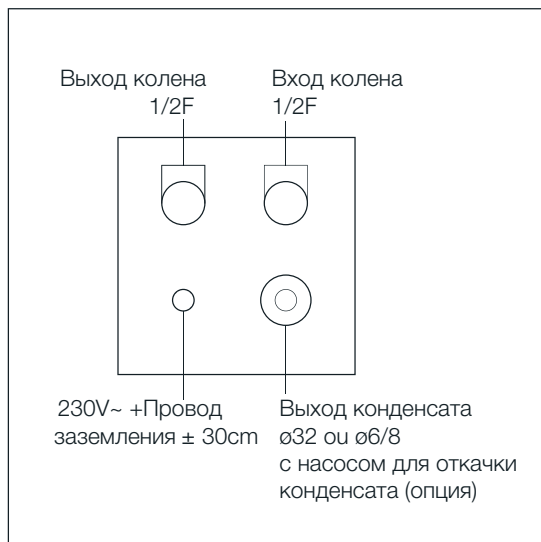 Выход колена
1/2F
Вход колена
1/2F
230V~ +Провод
заземления ± 30cm
Выход конденсата
ø32 ou ø6/8
с насосом для откачки
конденсата (опция)